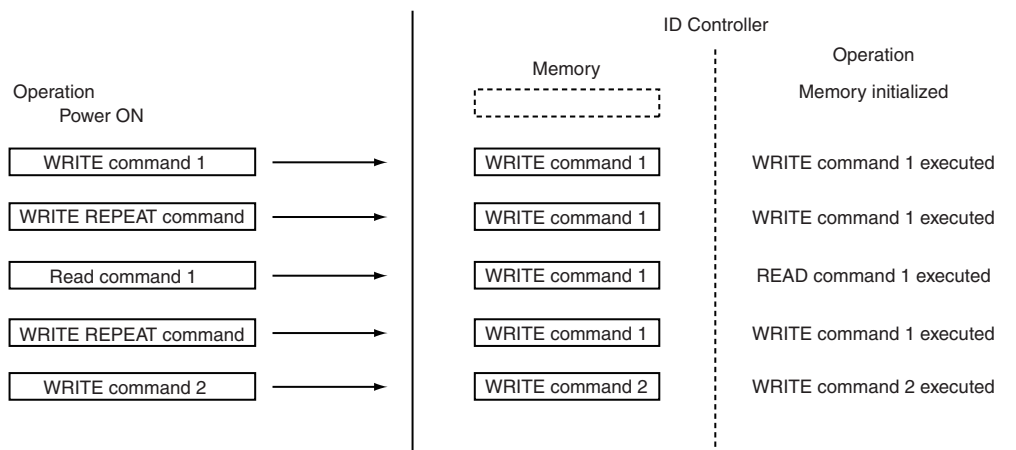 ID Controller
Operation
Memory
Operation
Memory initialized
Power ON
WRITE command 1
WRITE command 1
WRITE command 1 executed
WRITE REPEAT command
WRITE command 1
WRITE command 1 executed
Read command 1
WRITE command 1
READ command 1 executed
WRITE REPEAT command
WRITE command 1
WRITE command 1 executed
WRITE command 2
WRITE command 2
WRITE command 2 executed